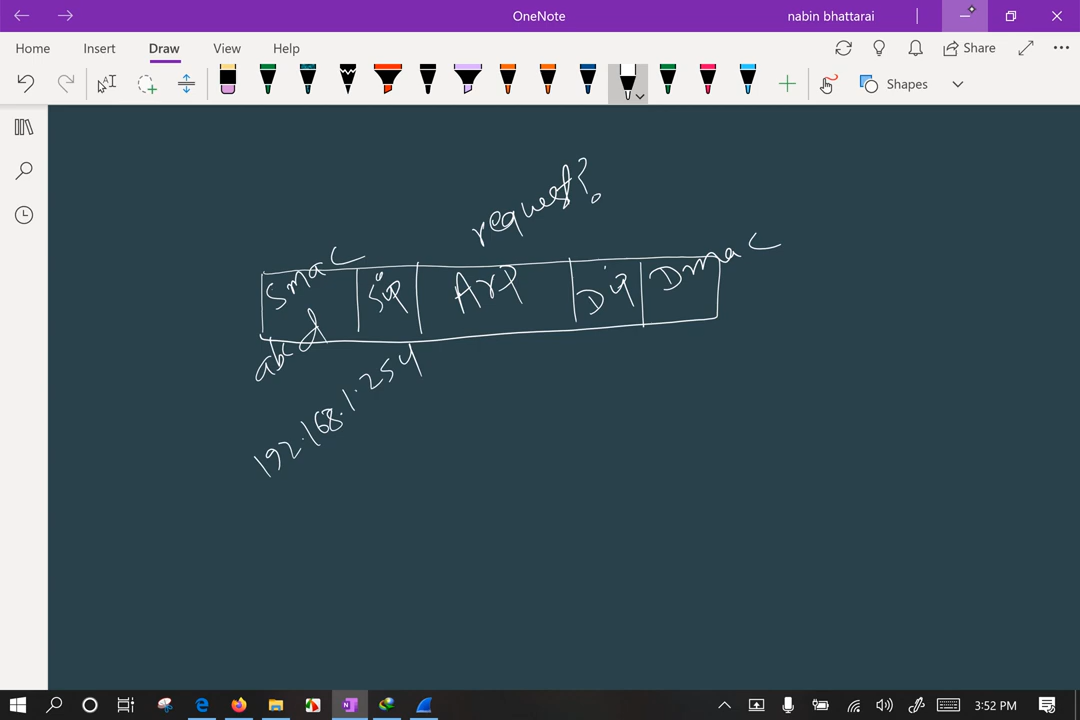 OneNote
nabin bhattarai
Home Insert Draw View Help
Share
Shapes
request?
Smac Sip Arp Dip Dmac
abcd
192.168.1.254
3:52 PM